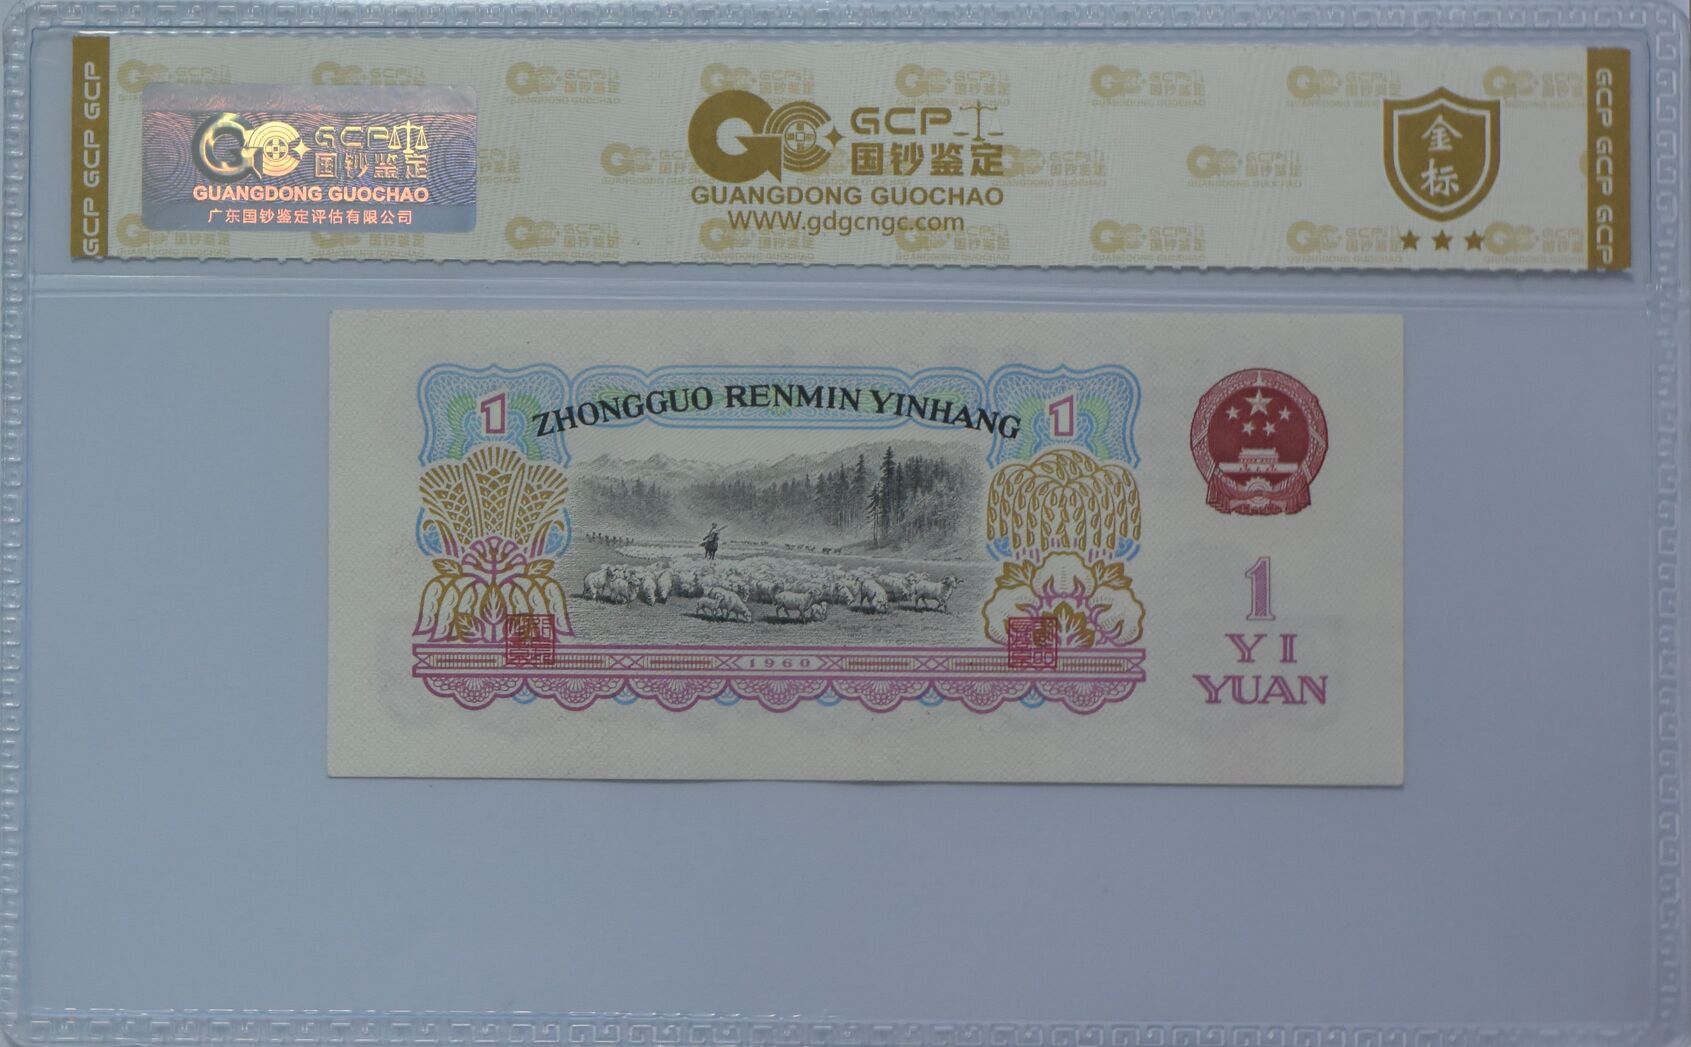 GCP GCP GCP
GCP
国钞鉴定
GUANGDONG GUOCHAO
广东国钞鉴定评估有限公司
GCP
国钞鉴定
GUANGDONG GUOCHAO
WWW.gdgcngc.com
金标
GCP GCP GCP
ZHONGGUO RENMIN YINHANG
1
1
1
YI
YUAN
1960